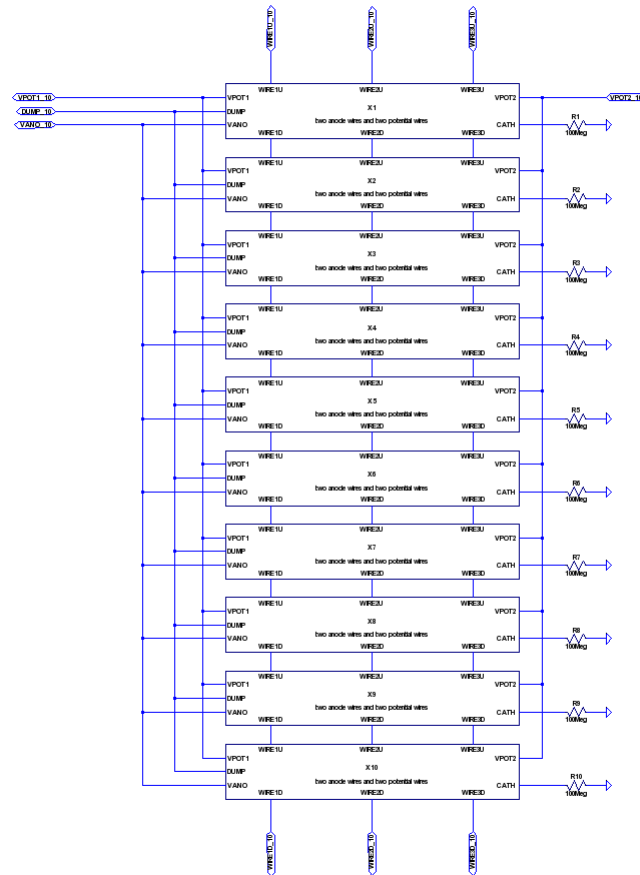 WIRE1U_10 WIRE2U_10 WIRE3U_10
VPOT1_10 VPOT2_10
DUMP_10
VANO_10
WIRE1U WIRE2U WIRE3U
VPOT1 VPOT2
X1
DUMP
two anode wires and two potential wires
VANO CATH
WIRE1D WIRE2D WIRE3D
R1
100Meg
WIRE1U WIRE2U WIRE3U
VPOT1 VPOT2
X2
DUMP
two anode wires and two potential wires
VANO CATH
WIRE1D WIRE2D WIRE3D
R2
100Meg
WIRE1U WIRE2U WIRE3U
VPOT1 VPOT2
X3
DUMP
two anode wires and two potential wires
VANO CATH
WIRE1D WIRE2D WIRE3D
R3
100Meg
WIRE1U WIRE2U WIRE3U
VPOT1 VPOT2
X4
DUMP
two anode wires and two potential wires
VANO CATH
WIRE1D WIRE2D WIRE3D
R4
100Meg
WIRE1U WIRE2U WIRE3U
VPOT1 VPOT2
X5
DUMP
two anode wires and two potential wires
VANO CATH
WIRE1D WIRE2D WIRE3D
R5
100Meg
WIRE1U WIRE2U WIRE3U
VPOT1 VPOT2
X6
DUMP
two anode wires and two potential wires
VANO CATH
WIRE1D WIRE2D WIRE3D
R6
100Meg
WIRE1U WIRE2U WIRE3U
VPOT1 VPOT2
X7
DUMP
two anode wires and two potential wires
VANO CATH
WIRE1D WIRE2D WIRE3D
R7
100Meg
WIRE1U WIRE2U WIRE3U
VPOT1 VPOT2
X8
DUMP
two anode wires and two potential wires
VANO CATH
WIRE1D WIRE2D WIRE3D
R8
100Meg
WIRE1U WIRE2U WIRE3U
VPOT1 VPOT2
X9
DUMP
two anode wires and two potential wires
VANO CATH
WIRE1D WIRE2D WIRE3D
R9
100Meg
WIRE1U WIRE2U WIRE3U
VPOT1 VPOT2
X10
DUMP
two anode wires and two potential wires
VANO CATH
WIRE1D WIRE2D WIRE3D
R10
100Meg
WIRE1D_10 WIRE2D_10 WIRE3D_10